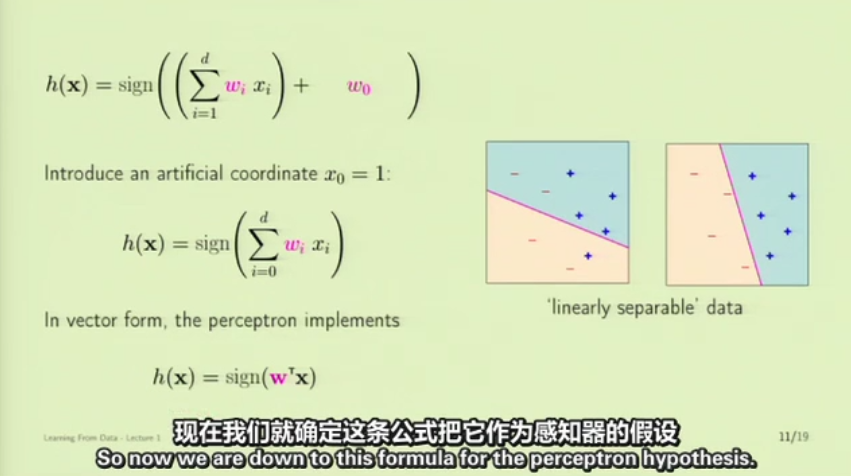 h(x) = sign((∑_{i=1}^{d} w_i x_i) + w_0)
Introduce an artificial coordinate x_0 = 1:
h(x) = sign(∑_{i=0}^{d} w_i x_i)
In vector form, the perceptron implements
h(x) = sign(w^T x)
'linearly separable' data
Learning From Data - Lecture 1
11/19
现在我们就确定这条公式把它作为感知器的假设
So now we are down to this formula for the perceptron hypothesis.